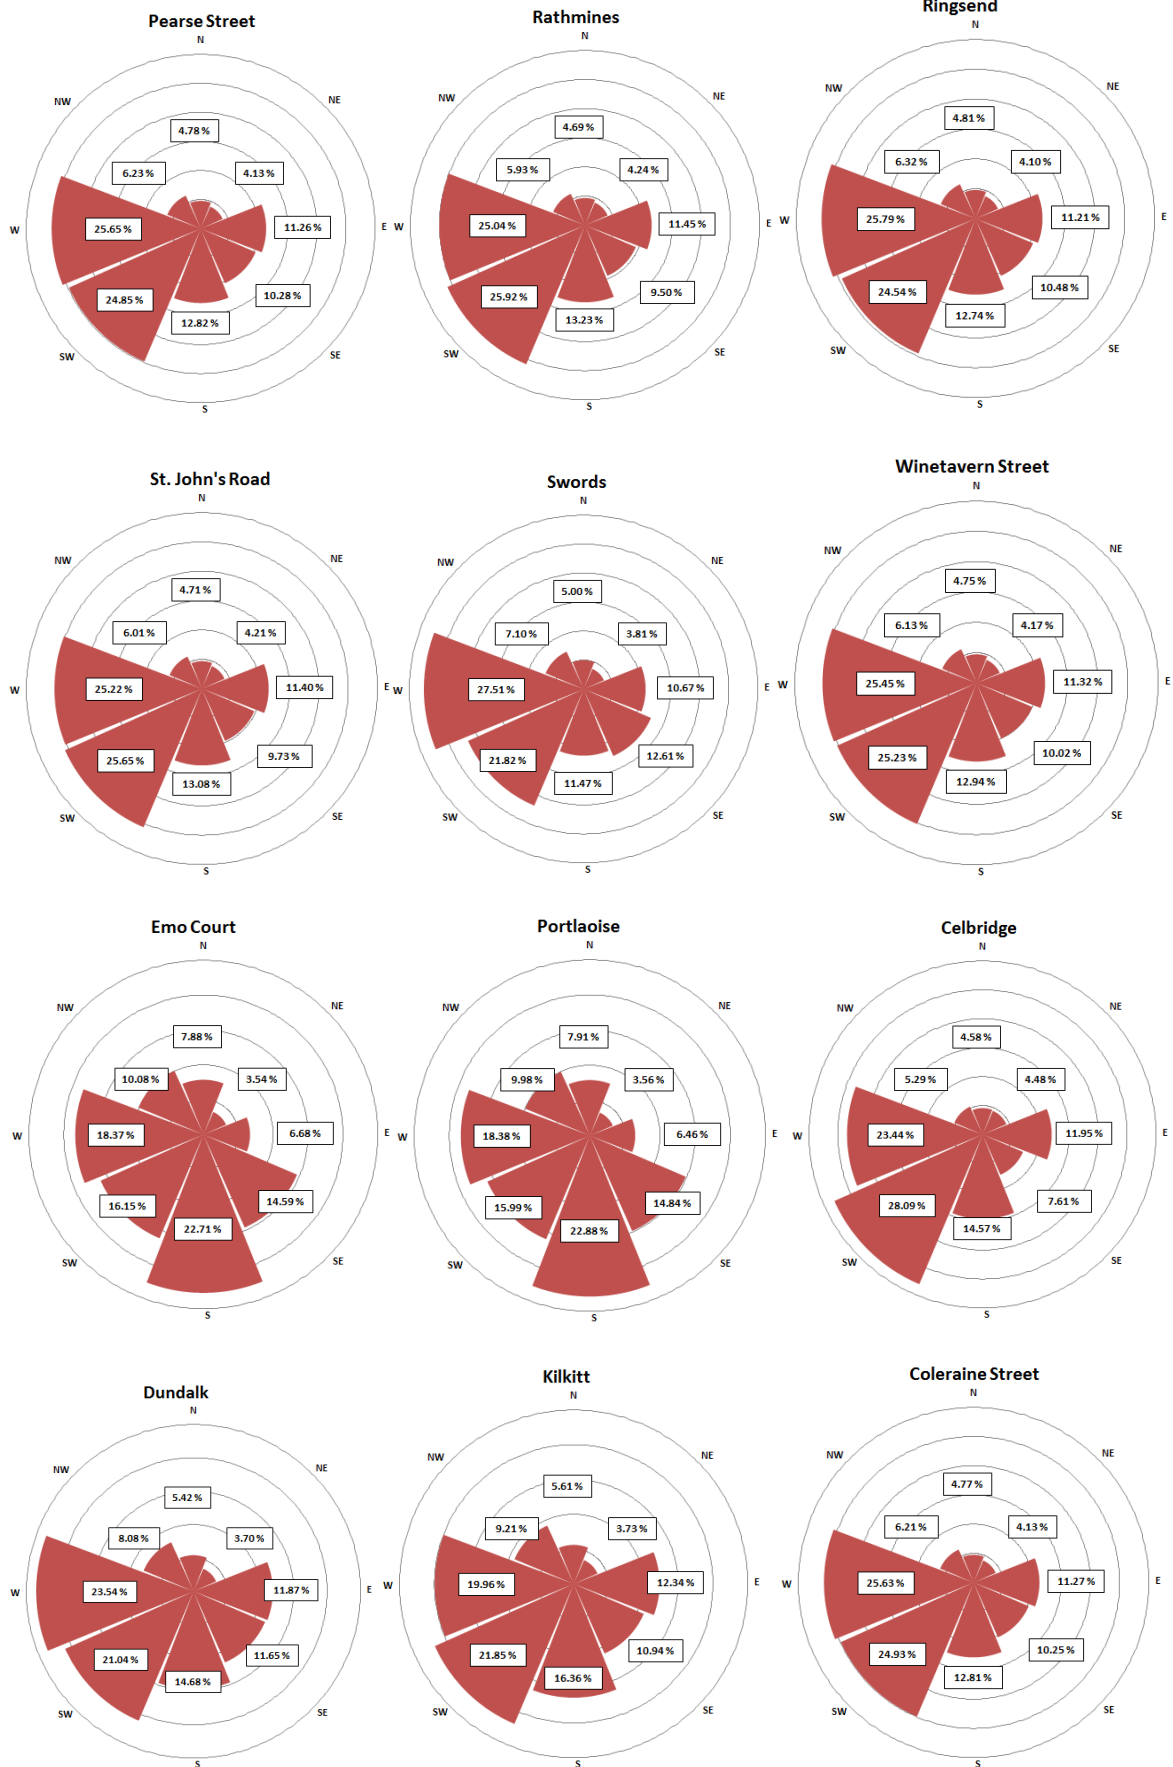 Pearse Street
N
NW
NE
4.78%
6.23%
4.13%
W
25.65%
11.26%
E
24.85%
10.28%
12.82%
SW
SE
S
Rathmines
N
NW
NE
4.69%
5.93%
4.24%
W
25.04%
11.45%
E
25.92%
9.50%
13.23%
SW
SE
S
Ringsend
N
NW
NE
4.81%
6.32%
4.10%
W
25.79%
11.21%
E
24.54%
10.48%
12.74%
SW
SE
S
St. John's Road
N
NW
NE
4.71%
6.01%
4.21%
W
25.22%
11.40%
E
25.65%
9.73%
13.08%
SW
SE
S
Swords
N
NW
NE
5.00%
7.10%
3.81%
W
27.51%
10.67%
E
21.82%
12.61%
11.47%
SW
SE
S
Winetavern Street
N
NW
NE
4.75%
6.13%
4.17%
W
25.45%
11.32%
E
25.23%
10.02%
12.94%
SW
SE
S
Emo Court
N
NW
NE
7.88%
10.08%
3.54%
W
18.37%
6.68%
E
16.15%
14.59%
22.71%
SW
SE
S
Portlaoise
N
NW
NE
7.91%
9.98%
3.56%
W
18.38%
6.46%
E
15.99%
14.84%
22.88%
SW
SE
S
Celbridge
N
NW
NE
4.58%
5.29%
4.48%
W
23.44%
11.95%
E
28.09%
7.61%
14.57%
SW
SE
S
Dundalk
N
NW
NE
5.42%
8.08%
3.70%
W
23.54%
11.87%
E
21.04%
11.65%
14.68%
SW
SE
S
Kilkitt
N
NW
NE
5.61%
9.21%
3.73%
W
19.96%
12.34%
E
21.85%
10.94%
16.36%
SW
SE
S
Coleraine Street
N
NW
NE
4.77%
6.21%
4.13%
W
25.63%
11.27%
E
24.93%
10.25%
12.81%
SW
SE
S